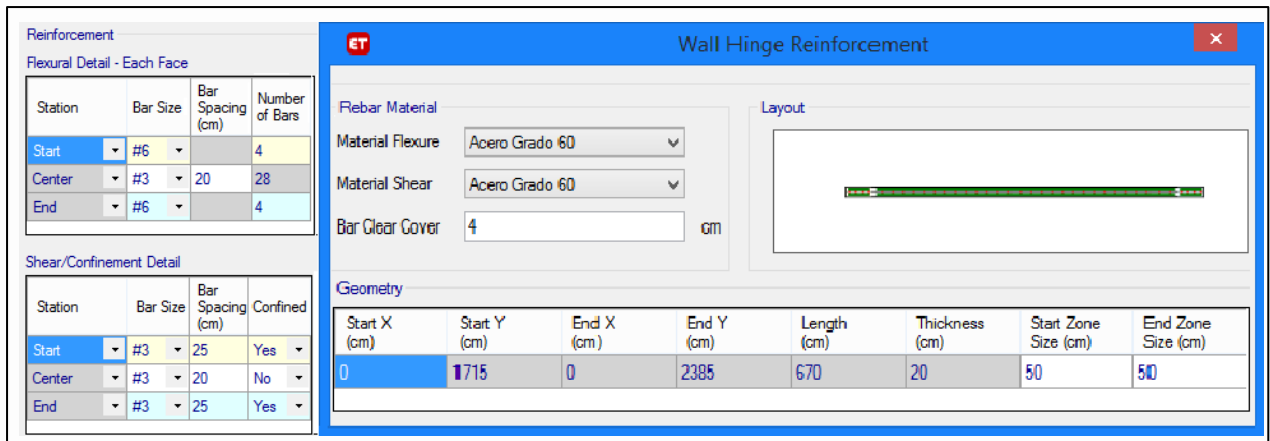 Reinforcement
Flexural Detail - Each Face
Station Bar Size Bar Spacing (cm) Number of Bars
Start #6 4
Center #3 20 28
End #6 4
Shear/Confinement Detail
Station Bar Size Bar Spacing (cm) Confined
Start #3 25 Yes
Center #3 20 No
End #3 25 Yes
ET Wall Hinge Reinforcement
Rebar Material
Material Flexure Acero Grado 60
Material Shear Acero Grado 60
Bar Clear Cover 4 cm
Layout
Geometry
Start X (cm) Start Y (cm) End X (cm) End Y (cm) Length (cm) Thickness (cm) Start Zone Size (cm) End Zone Size (cm)
0 1715 0 2385 670 20 50 50